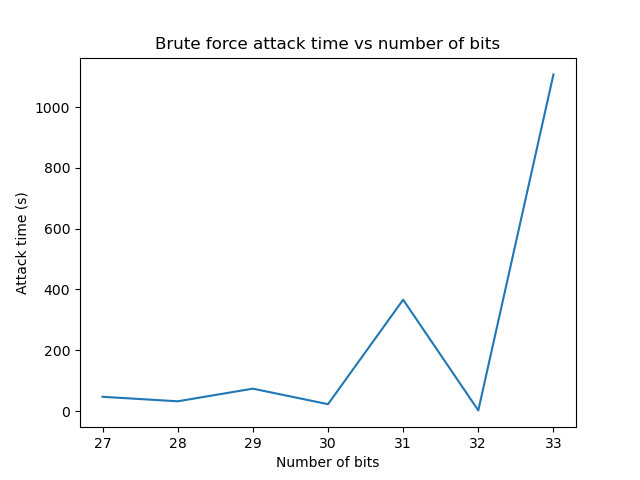 Brute force attack time vs number of bits
1000
800
600
400
200
0
Attack time (s)
27 28 29 30 31 32 33
Number of bits